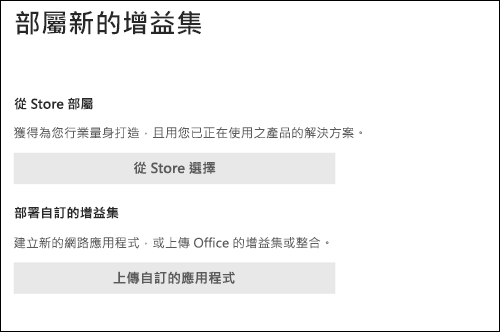 部屬新的增益集
從 Store 部屬
獲得為您行業量身打造，且用您已正在使用之產品的解決方案。
從 Store 選擇
部署自訂的增益集
建立新的網路應用程式，或上傳 Office 的增益集或整合。
上傳自訂的應用程式